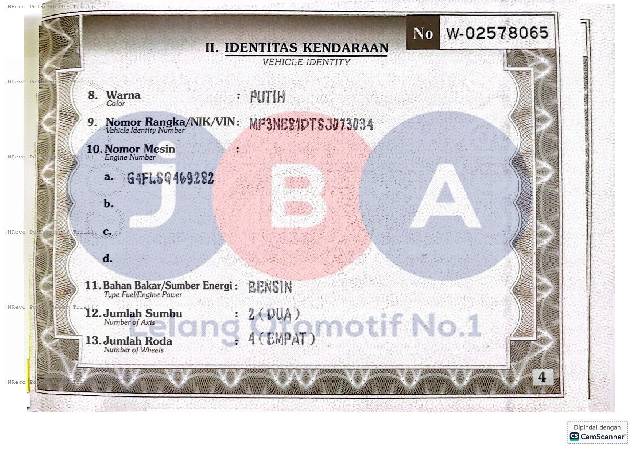 No W-02578065
II. IDENTITAS KENDARAAN
VEHICLE IDENTITY
8. Warna : PUTIH
Color
9. Nomor Rangka/NIK/VIN: MF3NE81DTSJ073034
Vehicle Identity Number
10. Nomor Mesin :
Engine Number
a. G4FLSQ469282
b.
c.
d.
11. Bahan Bakar/Sumber Energi : BENSIN
Type Fuel/Engine Power
12. Jumlah Sumbu : 2 (DUA)
Number of Axis
13. Jumlah Roda : 4 (EMPAT)
Number of Wheels
JBA
Lelang Otomotif No.1
4
Dipindai dengan
CS CamScanner